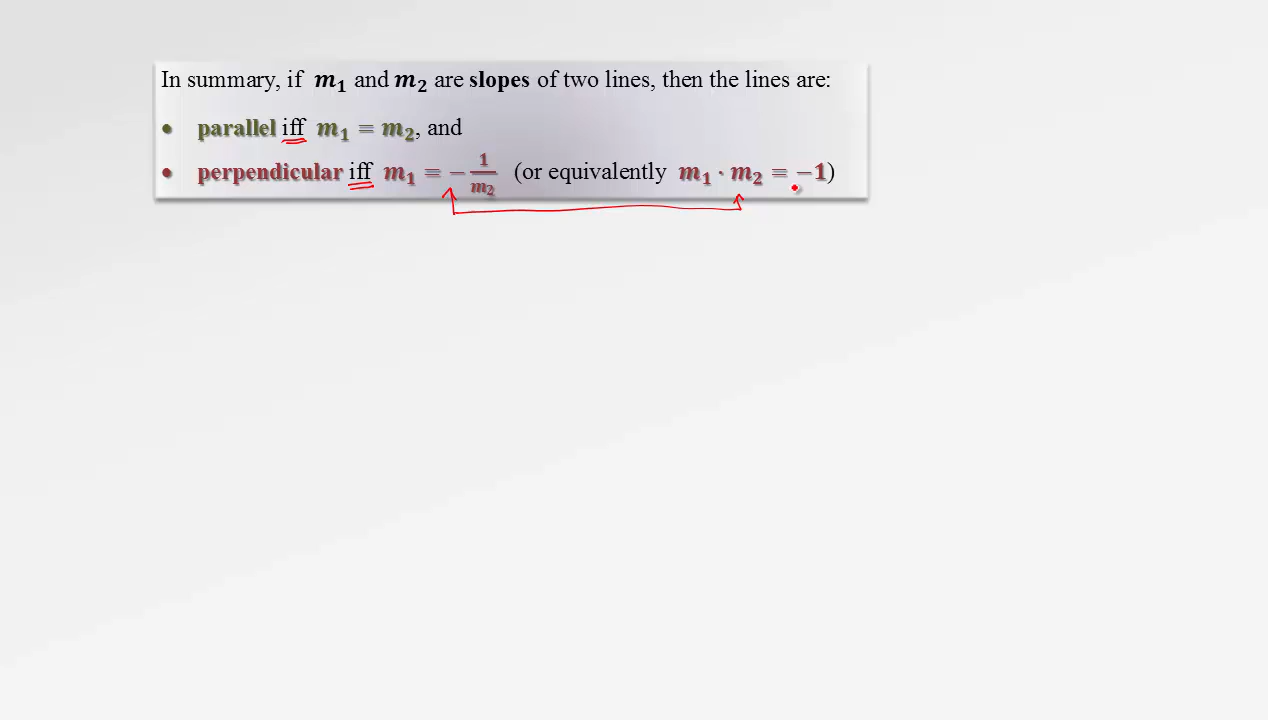 In summary, if m₁ and m₂ are slopes of two lines, then the lines are:
• parallel iff m₁ = m₂, and
• perpendicular iff m₁ = −1/m₂ (or equivalently m₁ · m₂ = −1)